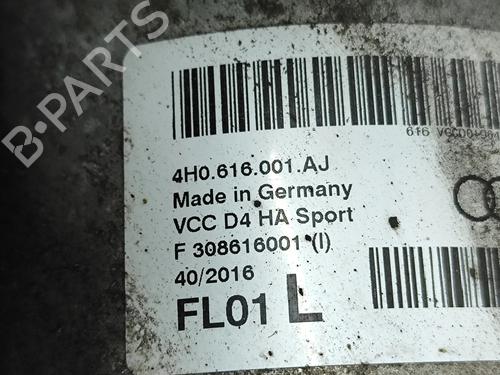 B-PARTS
4H0.616.001.AJ
Made in Germany
VCC D4 HA Sport
F 308616001 (I)
40/2016
FL01 L